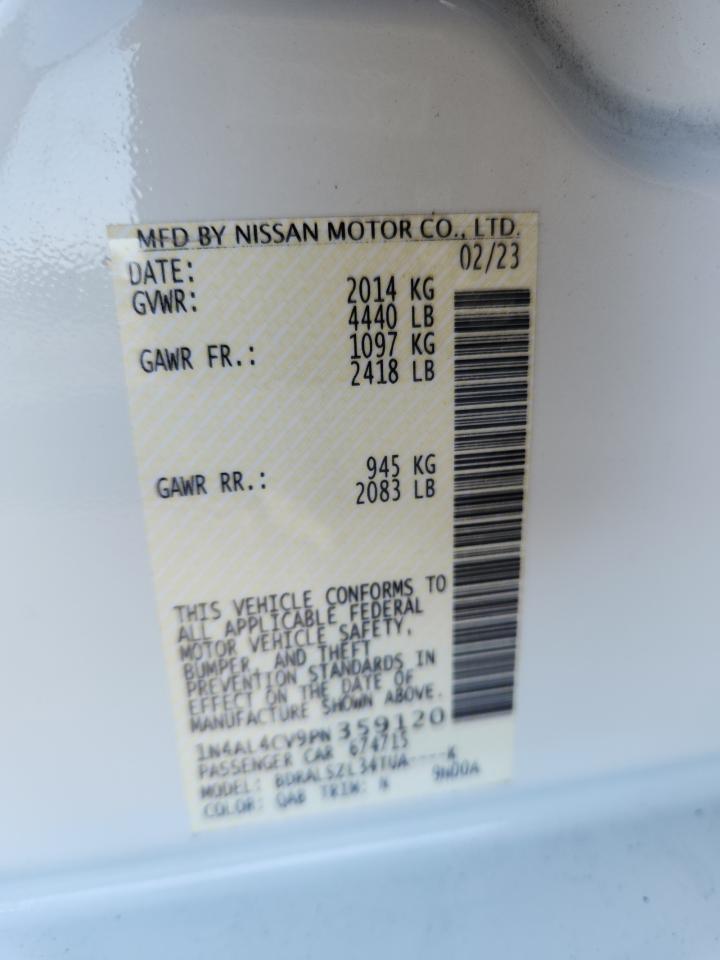 MFD BY NISSAN MOTOR CO., LTD.
DATE: 02/23
GVWR: 2014 KG
4440 LB
GAWR FR.: 1097 KG
2418 LB
GAWR RR.: 945 KG
2083 LB
THIS VEHICLE CONFORMS TO
ALL APPLICABLE FEDERAL
MOTOR VEHICLE SAFETY,
BUMPER, AND THEFT
PREVENTION STANDARDS IN
EFFECT ON THE DATE OF
MANUFACTURE SHOWN ABOVE.
1N4AL4CV9PN359120
PASSENGER CAR 674715
MODEL: BDRALSZL34TUA----K
COLOR: QAB TRIM: N 9N00A